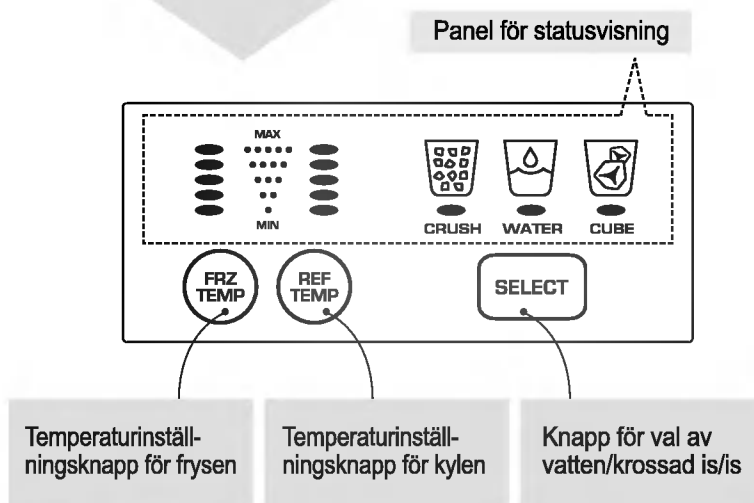 Panel för statusvisning
MAX
MIN
CRUSH WATER CUBE
FRZ
TEMP
REF
TEMP
SELECT
Temperaturinställ-
ningsknapp för frysen
Temperaturinställ-
ningsknapp för kylen
Knapp för val av
vatten/krossad is/is